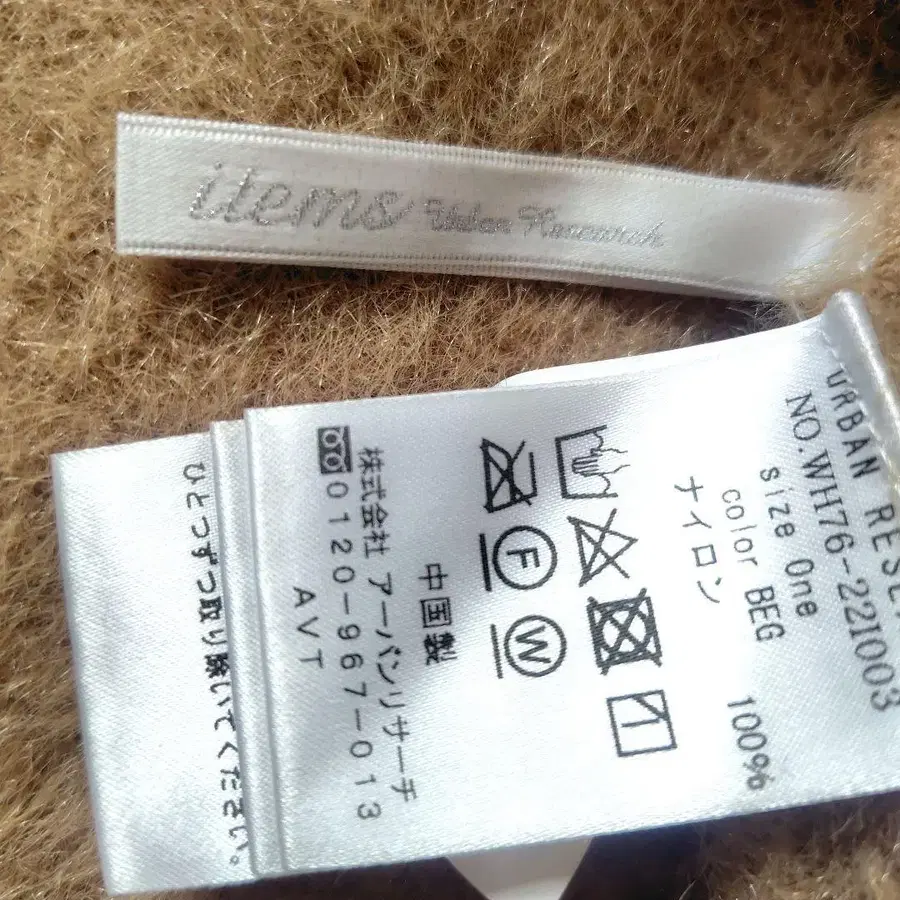 items Urban Research
URBAN RESE
NO.WH76-22I003
size One
color BEG
ナイロン 100%
F
W
中国製
株式会社 アーバンリサーチ
0120-967-013
AVT
ひとつずつ取り除いてください。